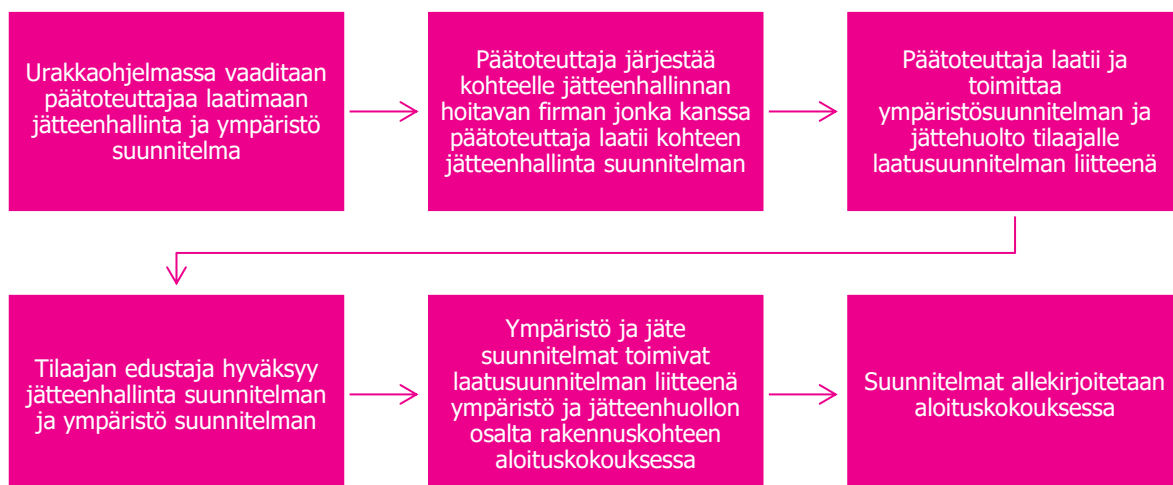 Urakkaohjelmassa vaaditaan
päätoteuttajaa laatimaan
jätteenhallinta ja ympäristö
suunnitelma
Päätoteuttaja järjestää
kohteelle jätteenhallinnan
hoitavan firman jonka kanssa
päätoteuttaja laatii kohteen
jätteenhallinta suunnitelman
Päätoteuttaja laatii ja
toimittaa
ympäristösuunnitelman ja
jättehuolto tilaajalle
laatusuunnitelman liitteenä
Tilaajan edustaja hyväksyy
jätteenhallinta suunnitelman
ja ympäristö suunnitelman
Ympäristö ja jäte
suunnitelmat toimivat
laatusuunnitelman liitteenä
ympäristö ja jätteenhuollon
osalta rakennuskohteen
aloituskokouksessa
Suunnitelmat allekirjoitetaan
aloituskokouksessa